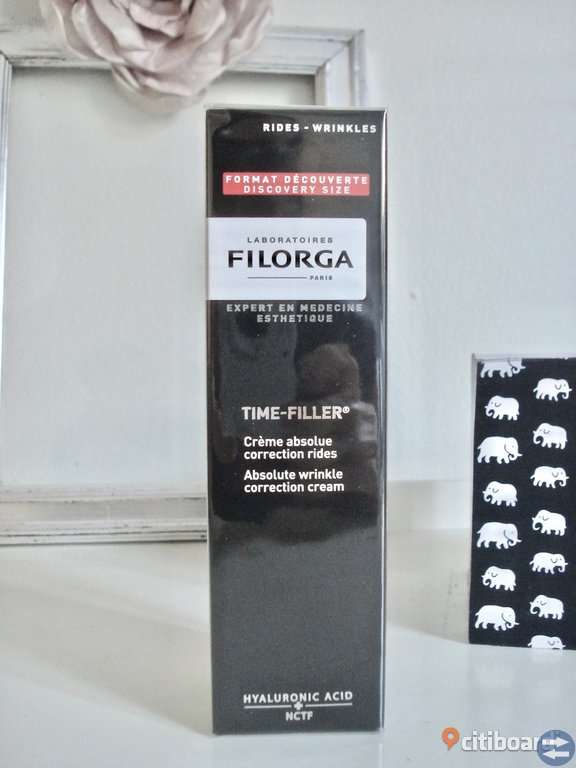 RIDES - WRINKLES
FORMAT DÉCOUVERTE
DISCOVERY SIZE
LABORATOIRES
FILORGA
PARIS
EXPERT EN MEDECINE
ESTHETIQUE
TIME-FILLER®
Crème absolue
correction rides
Absolute wrinkle
correction cream
HYALURONIC ACID
+
NCTF
citiboar